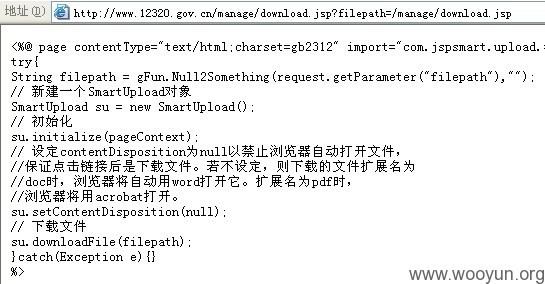 地址(D) http://www.12320.gov.cn/manage/download.jsp?filepath=/manage/download.jsp
<%@ page contentType="text/html;charset=gb2312" import="com.jspsmart.upload.
try{
String filepath = gFun.Null2Something(request.getParameter("filepath"),"");
// 新建一个SmartUpload对象
SmartUpload su = new SmartUpload();
// 初始化
su.initialize(pageContext);
// 设定contentDisposition为null以禁止浏览器自动打开文件，
//保证点击链接后是下载文件。若不设定，则下载的文件扩展名为
//doc时，浏览器将自动用word打开它。扩展名为pdf时，
//浏览器将用acrobat打开。
su.setContentDisposition(null);
// 下载文件
su.downloadFile(filepath);
}catch(Exception e){}
%>
www.wooyun.org